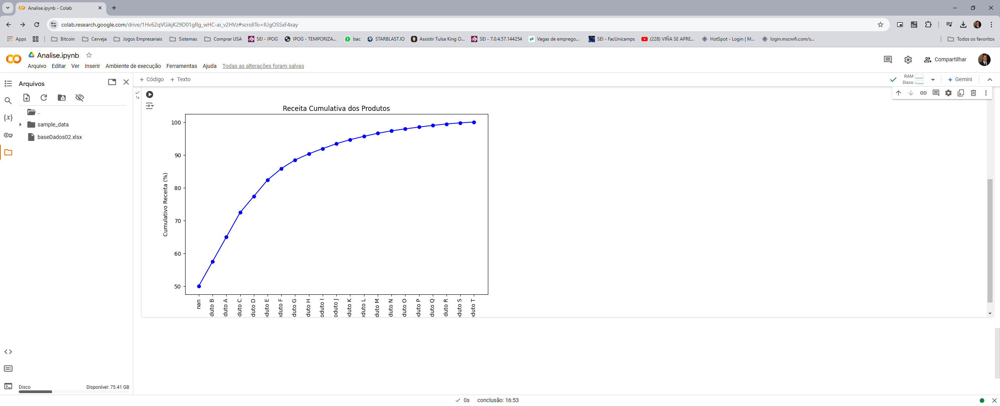 Analise.ipynb - Colab
colab.research.google.com/drive/1Hv62qVGikjK29D01gRg_wHC-ai_v2HVz#scrollTo=IUgOSSxF4xay
Apps Bitcoin Cerveja Jogos Empresariais Sistemas Comprar USA SEI - IPOG IPOG - TEMPORIZA... bac STARBLAST.IO Assistir Tulsa King O... SEI - 7.0.4.57.144254 Vagas de emprego... SEI - FacUnicamps (228) VIÑA SE APRE... HotSpot - Login | M... login.mscwifi.com/s... Todos os favoritos
Analise.ipynb
Arquivo Editar Ver Inserir Ambiente de execução Ferramentas Ajuda Todas as alterações foram salvas
Compartilhar
Arquivos
+ Código + Texto
RAM
Disco
Gemini
1s
..
sample_data
baseDados02.xlsx
{x}
Receita Cumulativa dos Produtos
Cumulativo Receita (%)
100
90
80
70
60
50
nan
duto B
duto A
duto C
duto D
duto E
duto F
duto G
duto H
oduto I
oduto J
duto K
oduto L
duto M
duto N
duto O
duto P
duto Q
duto R
duto S
duto T
Disco Disponível: 75.41 GB
0s conclusão: 16:53